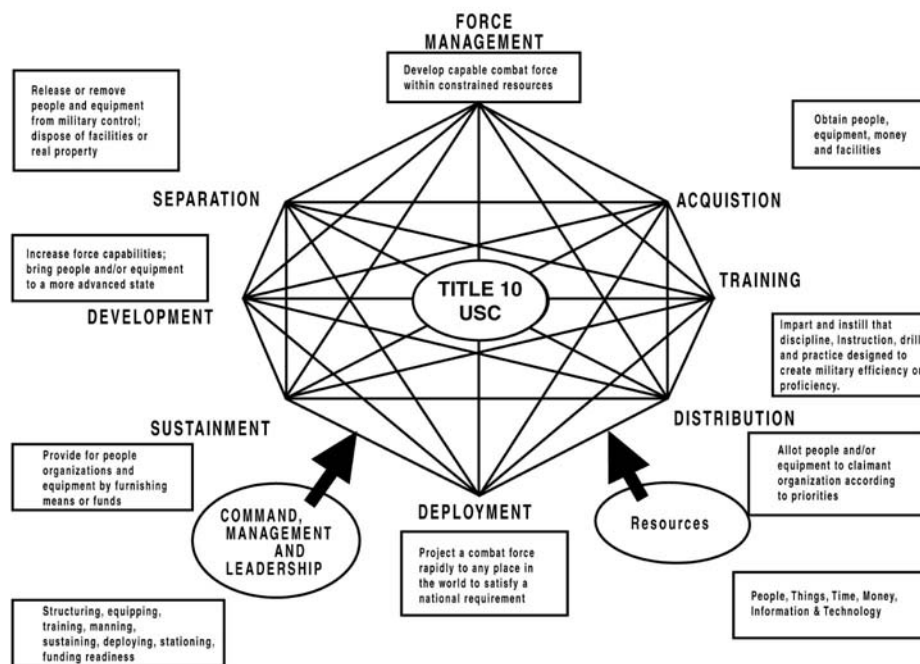 FORCE
MANAGEMENT
Develop capable combat force
within constrained resources
Release or remove
people and equipment
from military control;
dispose of facilities or
real property
Obtain people,
equipment, money
and facilities
SEPARATION
ACQUISTION
Increase force capabilities;
bring people and/or equipment
to a more advanced state
DEVELOPMENT
TITLE 10
USC
TRAINING
Impart and instill that
discipline, Instruction, drill
and practice designed to
create military efficiency or
proficiency.
SUSTAINMENT
DISTRIBUTION
Provide for people
organizations and
equipment by furnishing
means or funds
Allot people and/or
equipment to claimant
organization according
to priorities
COMMAND,
MANAGEMENT
AND
LEADERSHIP
DEPLOYMENT
Resources
Project a combat force
rapidly to any place in
the world to satisfy a
national requirement
Structuring, equipping,
training, manning,
sustaining, deploying, stationing,
funding readiness
People, Things, Time, Money,
Information & Technology